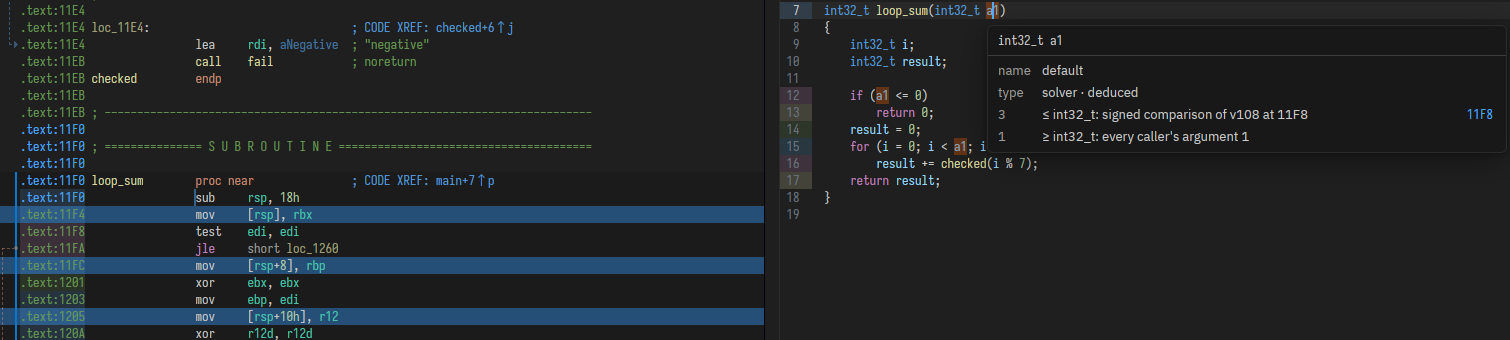 .text:11E4
.text:11E4 loc_11E4: ; CODE XREF: checked+6↑j
.text:11E4 lea rdi, aNegative ; "negative"
.text:11EB call fail ; noreturn
.text:11EB checked endp
.text:11EB
.text:11EB ; ---------------------------------------------------------------------------
.text:11F0
.text:11F0 ; =============== S U B R O U T I N E =======================================
.text:11F0
.text:11F0 loop_sum proc near ; CODE XREF: main+7↑p
.text:11F0 sub rsp, 18h
.text:11F4 mov [rsp], rbx
.text:11F8 test edi, edi
.text:11FA jle short loc_1260
.text:11FC mov [rsp+8], rbp
.text:1201 xor ebx, ebx
.text:1203 mov ebp, edi
.text:1205 mov [rsp+10h], r12
.text:120A xor r12d, r12d
7 int32_t loop_sum(int32_t a1)
8 {
9 int32_t i;
10 int32_t result;
11
12 if (a1 <= 0)
13 return 0;
14 result = 0;
15 for (i = 0; i < a1; i
16 result += checked(i % 7);
17 return result;
18 }
19
int32_t a1
name default
type solver · deduced
3 ≤ int32_t: signed comparison of v108 at 11F8 11F8
1 ≥ int32_t: every caller's argument 1